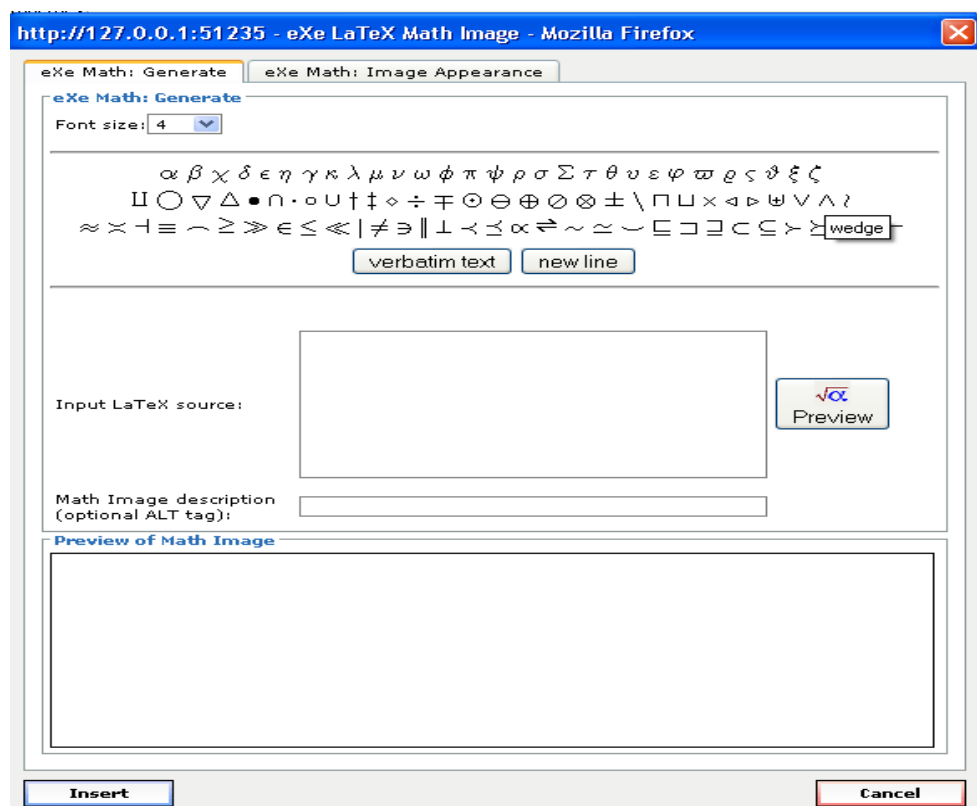 http://127.0.0.1:51235 - eXe LaTeX Math Image - Mozilla Firefox
eXe Math: Generate eXe Math: Image Appearance
eXe Math: Generate
Font size: 4
α β χ δ ϵ η γ κ λ μ ν ω ϕ π ψ ρ σ Σ τ θ υ ε φ ϖ ϱ ς ϑ ξ ζ
⨿ ◯ ▽ △ • ∩ · ∘ ∪ † ‡ ⋄ ÷ ∓ ⊙ ⊖ ⊕ ⊘ ⊗ ± \ ⊓ ⊔ × ◃ ▹ ⊎ ∨ ∧ ≀
≈ ≍ ⊣ ≡ ⌢ ≥ ≫ ∈ ≤ ≪ | ≠ ∋ ∥ ⊥ ≺ ⪯ ∝ ⇌ ∼ ≃ ⌣ ⊑ ⊐ ⊒ ⊂ ⊆ ≻ wedge
verbatim text new line
Input LaTeX source:
Preview
Math Image description
(optional ALT tag):
Preview of Math Image
Insert Cancel